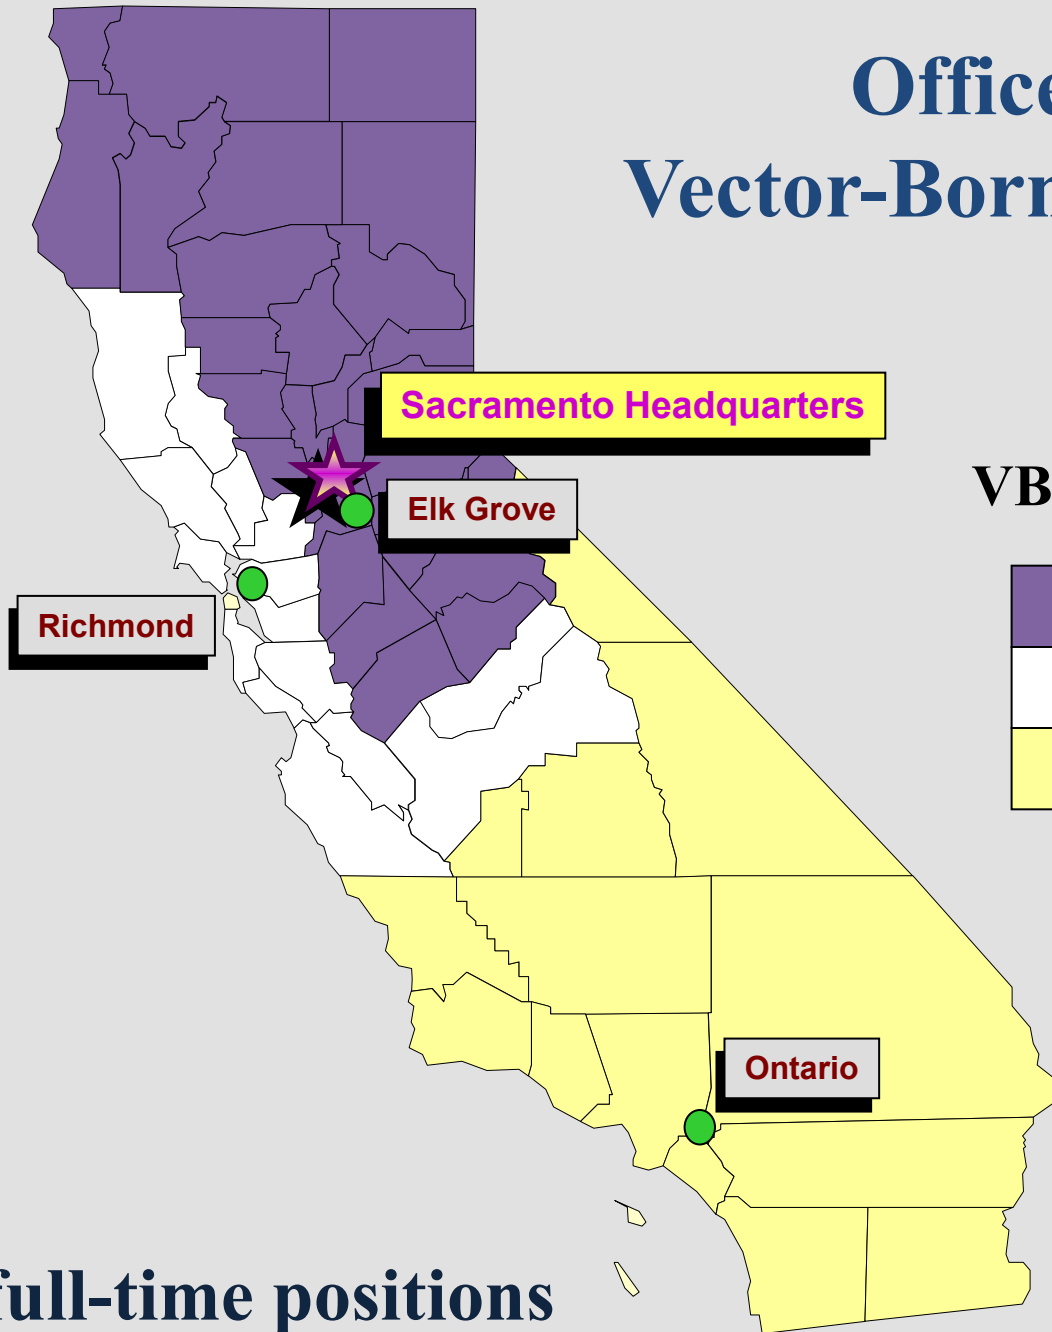 Office
Vector-Born
Sacramento Headquarters
VB
Elk Grove
Richmond
Ontario
full-time positions